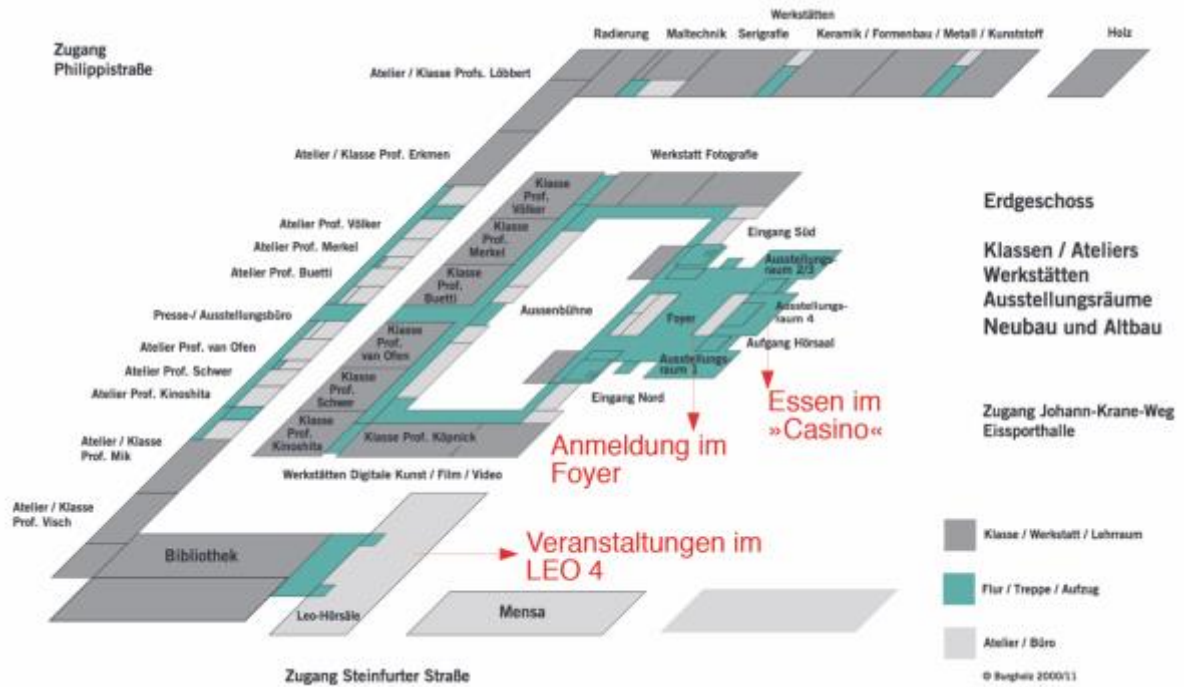 Werkstätten
Radierung
Maltechnik
Serigrafie
Keramik / Formenbau / Metall / Kunststoff
Holz
Zugang
Philippistraße
Atelier / Klasse Profs. Löbbert
Atelier / Klasse Prof. Erkmen
Werkstatt Fotografie
Klasse
Prof.
Völker
Erdgeschoss
Klassen / Ateliers
Werkstätten
Ausstellungsräume
Neubau und Altbau
Atelier Prof. Völker
Atelier Prof. Merkel
Atelier Prof. Buetti
Klasse
Prof.
Merkel
Eingang Süd
Ausstellungs-
raum 2/3
Klasse
Prof.
Buetti
Aussenbühne
Foyer
Ausstellungs-
raum 4
Presse-/ Ausstellungsbüro
Atelier Prof. van Ofen
Atelier Prof. Schwer
Atelier Prof. Kinoshita
Klasse
Prof.
van Ofen
Aufgang Hörsaal
Ausstellungs-
raum 1
Klasse
Prof.
Schwer
Eingang Nord
Essen im
»Casino«
Zugang Johann-Krane-Weg
Eissporthalle
Klasse
Prof.
Kinoshita
Klasse Prof. Köpnick
Anmeldung im
Foyer
Atelier / Klasse
Prof. Mik
Werkstätten Digitale Kunst / Film / Video
Atelier / Klasse
Prof. Visch
Bibliothek
Veranstaltungen im
LEO 4
Klasse / Werkstatt / Lehrraum
Flur / Treppe / Aufzug
Leo-Hörsäle
Mensa
Atelier / Büro
Zugang Steinfurter Straße
© Burgholz 2000/11